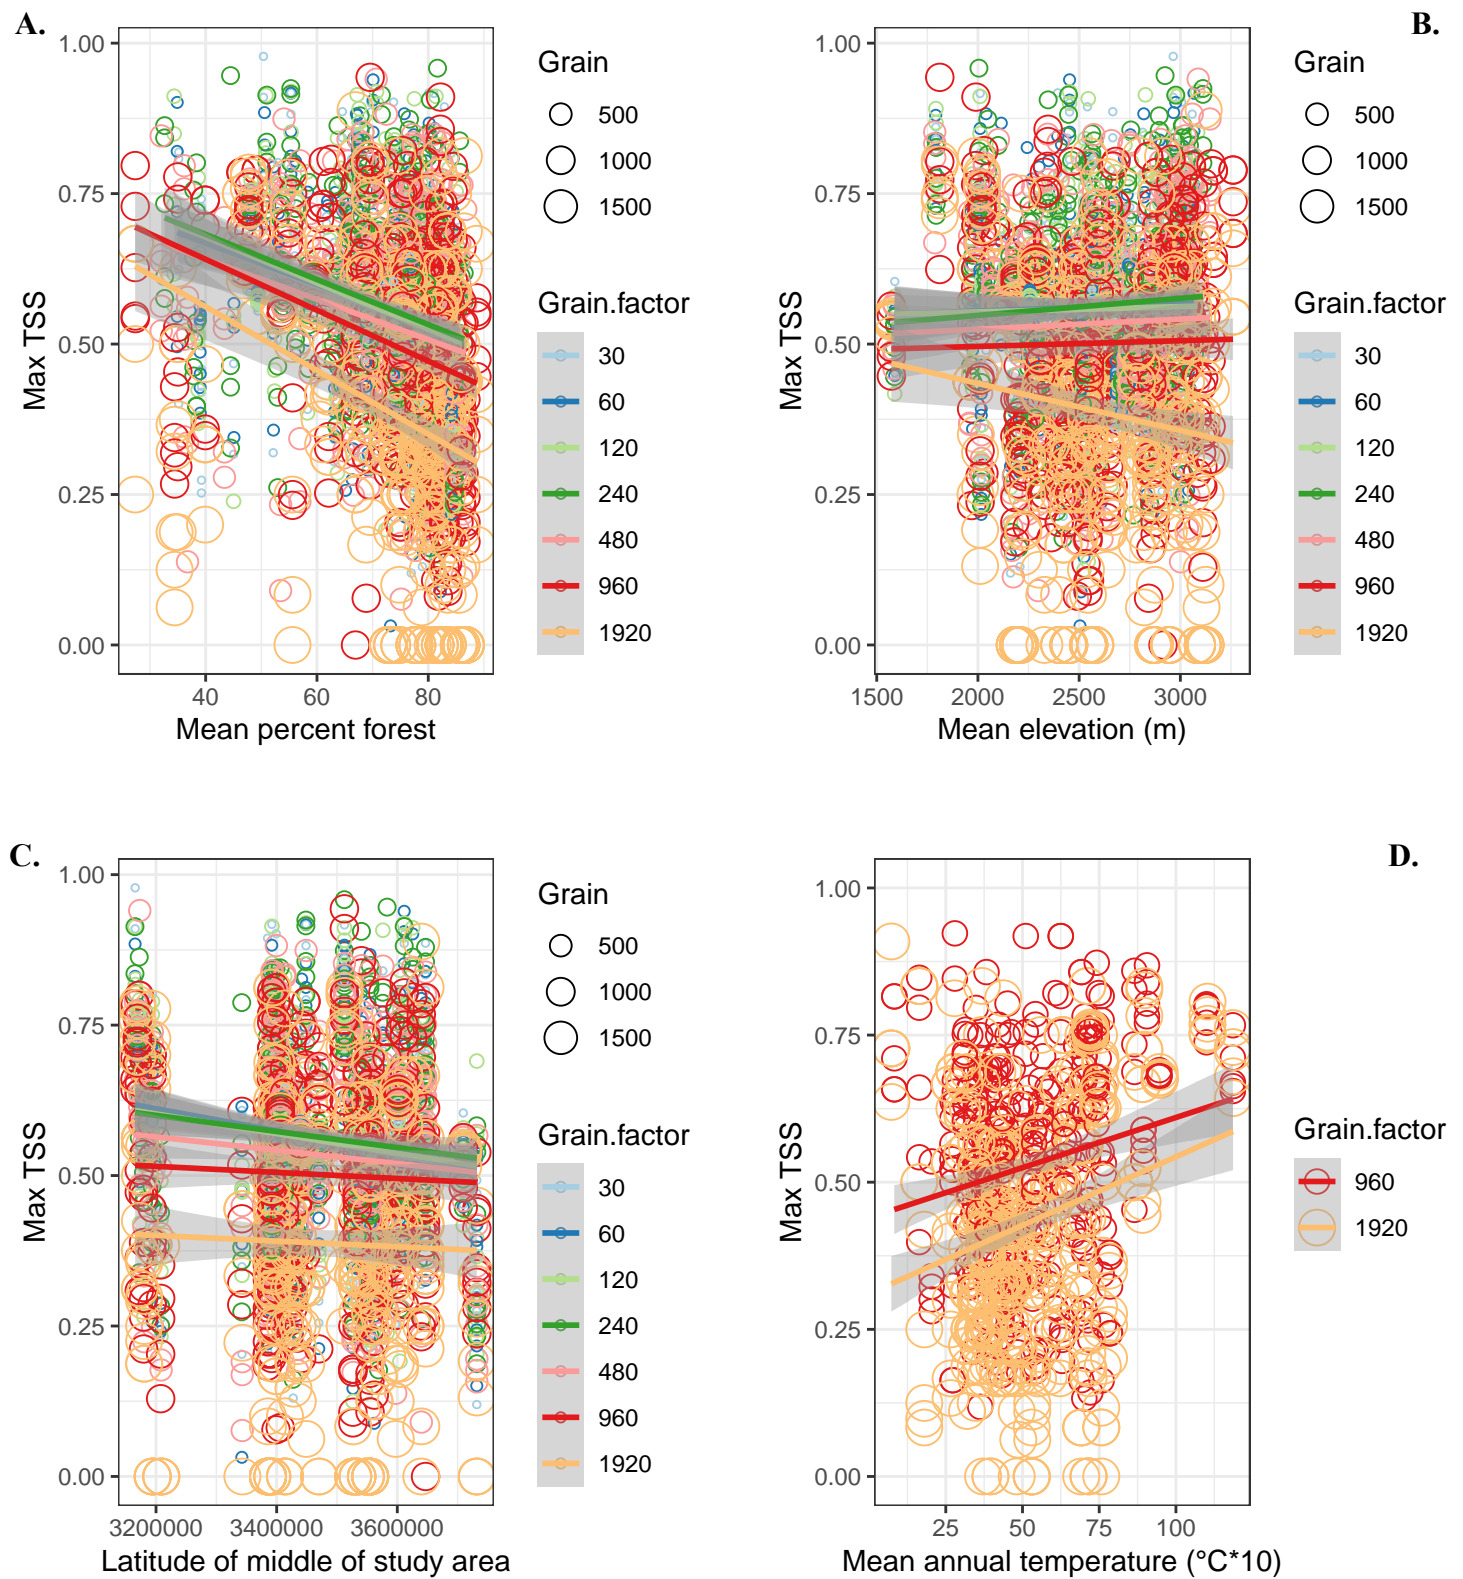 A.
1.00
0.75
0.50
0.25
0.00
Max TSS
40 60 80
Mean percent forest
Grain
500
1000
1500
Grain.factor
30
60
120
240
480
960
1920
B.
1.00
0.75
0.50
0.25
0.00
Max TSS
1500 2000 2500 3000
Mean elevation (m)
Grain
500
1000
1500
Grain.factor
30
60
120
240
480
960
1920
C.
1.00
0.75
0.50
0.25
0.00
Max TSS
3200000 3400000 3600000
Latitude of middle of study area
Grain
500
1000
1500
Grain.factor
30
60
120
240
480
960
1920
D.
1.00
0.75
0.50
0.25
0.00
Max TSS
25 50 75 100
Mean annual temperature (°C*10)
Grain.factor
960
1920